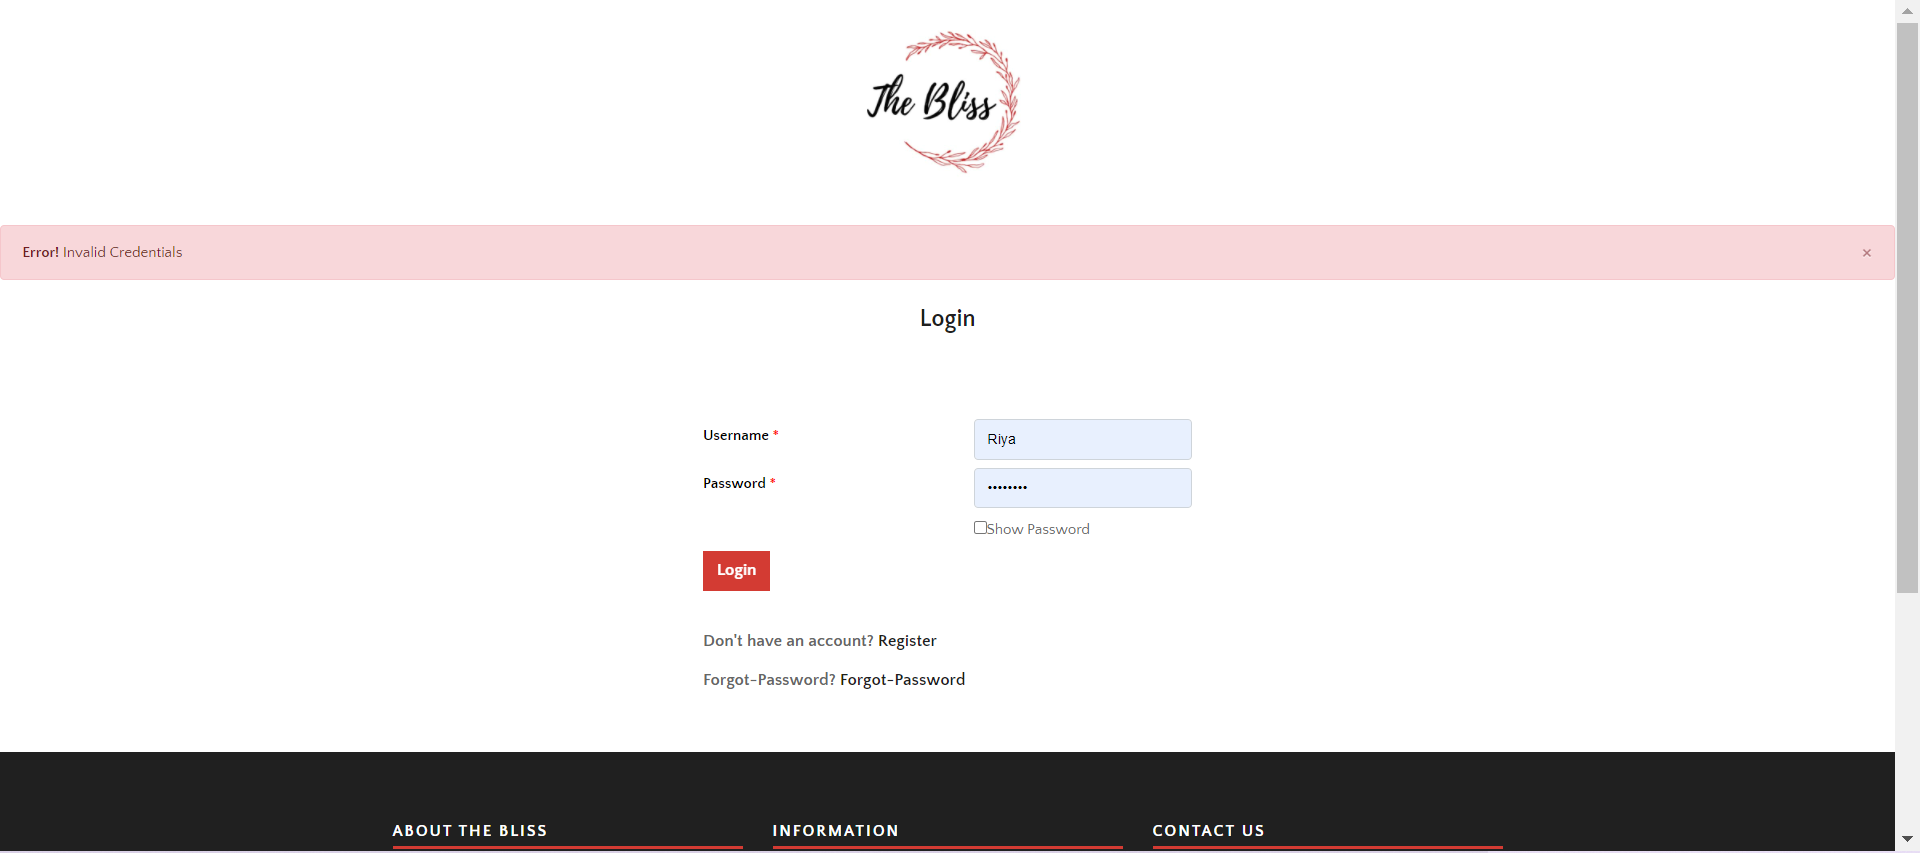 The Bliss
Error! Invalid Credentials ×
Login
Username * Riya
Password * ••••••••
Show Password
Login
Don't have an account? Register
Forgot-Password? Forgot-Password
ABOUT THE BLISS INFORMATION CONTACT US